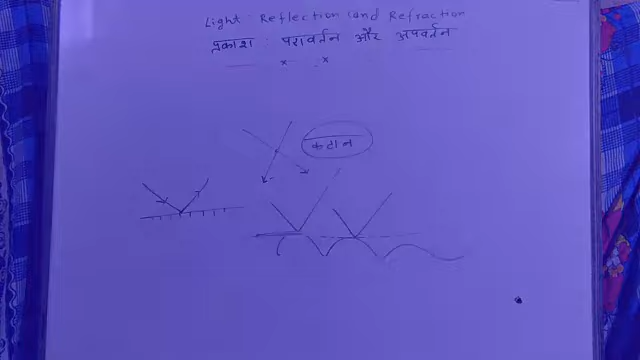 Light : Reflection and Refraction
प्रकाश : परावर्तन और अपवर्तन
कटान